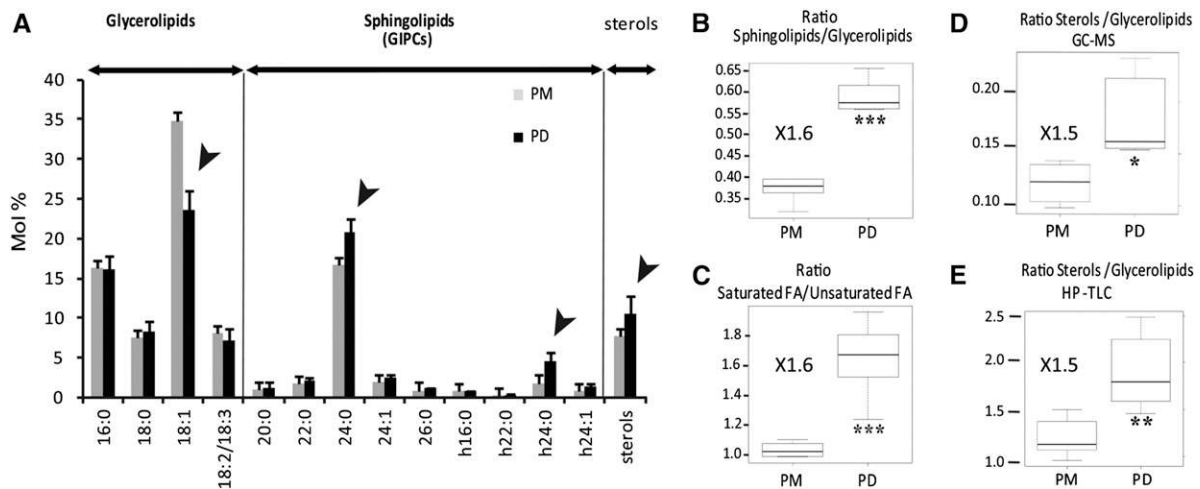 A
Glycerolipids
Sphingolipids
(GIPCs)
sterols
40
35
30
25
20
15
10
5
0
Mol %
PM
PD
16:0
18:0
18:1
18:2/18:3
20:0
22:0
24:0
24:1
26:0
h16:0
h22:0
h24:0
h24:1
sterols
B
Ratio
Sphingolipids/Glycerolipids
0.65
0.60
0.55
0.50
0.45
0.40
0.35
X1.6
***
PM
PD
C
Ratio
Saturated FA/Unsaturated FA
1.8
1.6
1.4
1.2
1.0
X1.6
***
PM
PD
D
Ratio Sterols /Glycerolipids
GC-MS
0.20
0.15
0.10
X1.5
*
PM
PD
E
Ratio Sterols /Glycerolipids
HP-TLC
2.5
2.0
1.5
1.0
X1.5
**
PM
PD